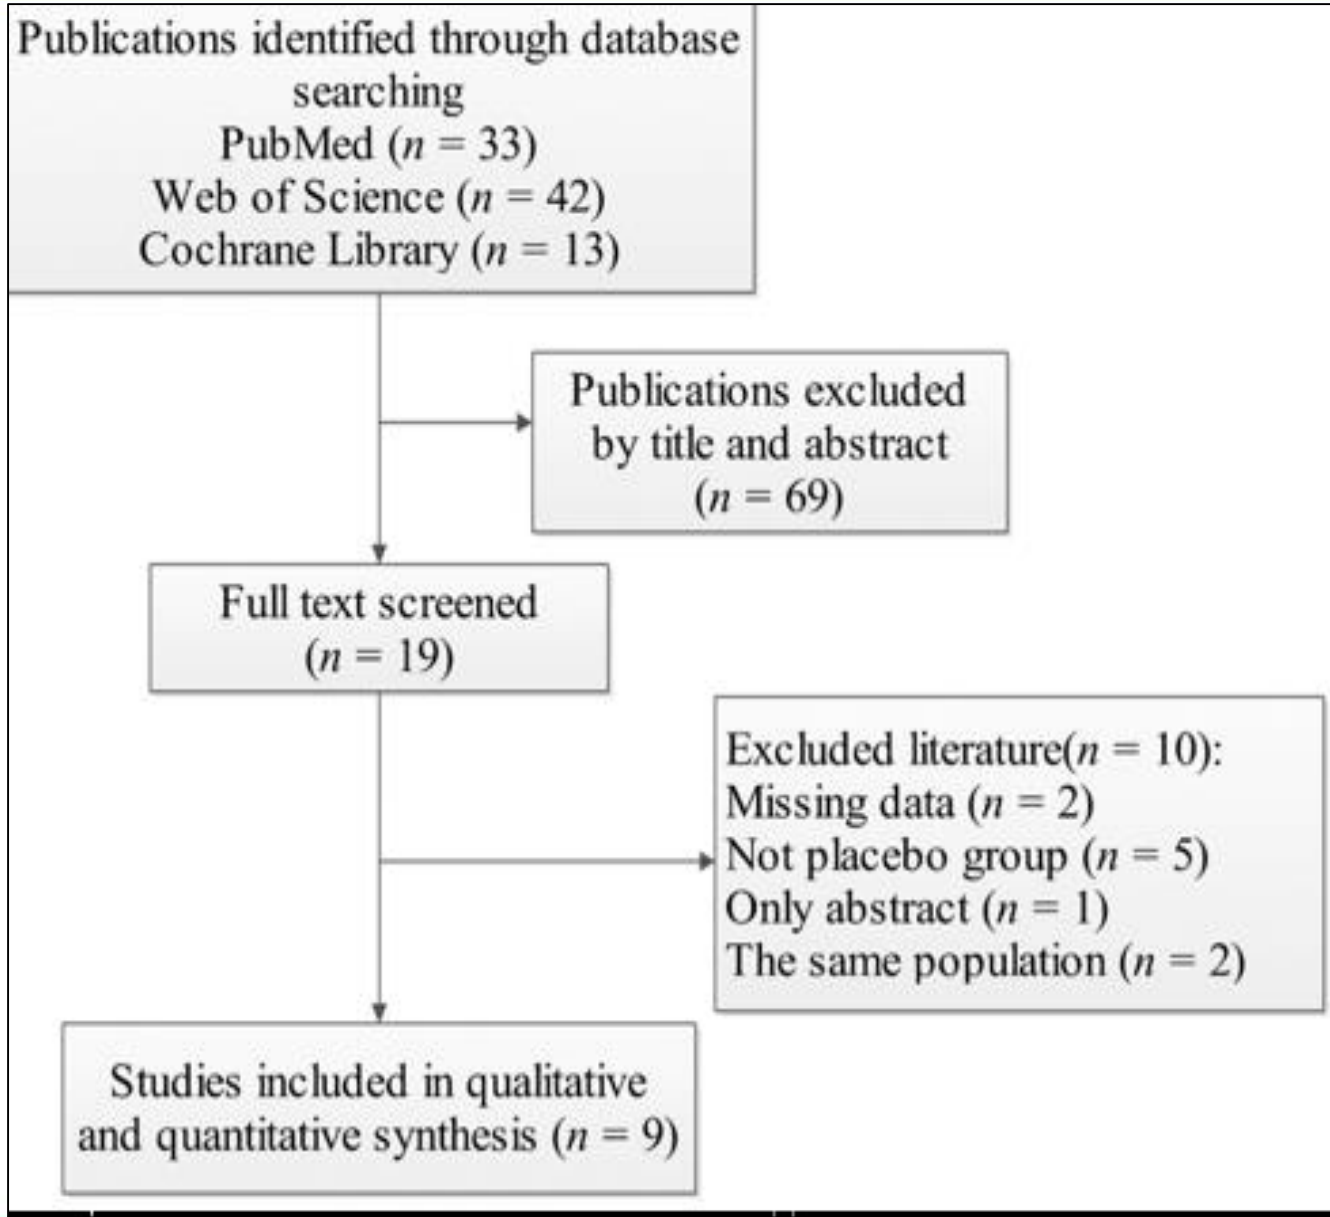 Publications identified through database
searching
PubMed (n = 33)
Web of Science (n = 42)
Cochrane Library (n = 13)
Publications excluded
by title and abstract
(n = 69)
Full text screened
(n = 19)
Excluded literature(n = 10):
Missing data (n = 2)
Not placebo group (n = 5)
Only abstract (n = 1)
The same population (n = 2)
Studies included in qualitative
and quantitative synthesis (n = 9)